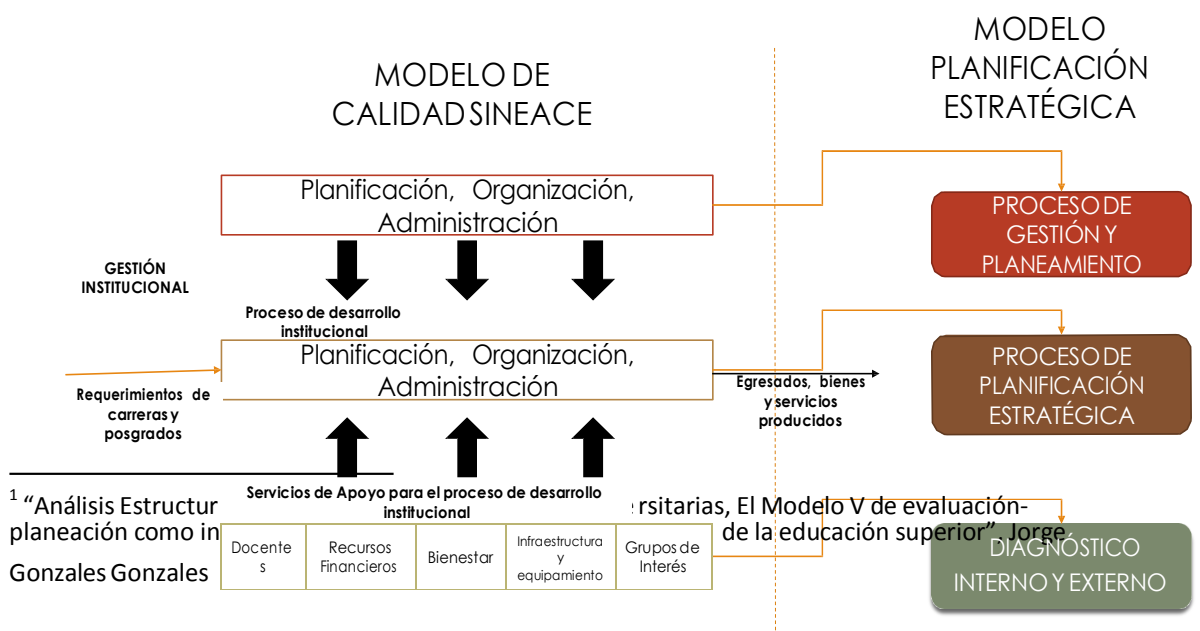 MODELO DE
CALIDAD SINEACE
MODELO
PLANIFICACIÓN
ESTRATÉGICA
Planificación, Organización,
Administración
PROCESO DE
GESTIÓN Y
PLANEAMIENTO
GESTIÓN
INSTITUCIONAL
Proceso de desarrollo
institucional
Planificación, Organización,
Administración
Requerimientos de
carreras y
posgrados
Egresados, bienes
y servicios
producidos
PROCESO DE
PLANIFICACIÓN
ESTRATÉGICA
Servicios de Apoyo para el proceso de desarrollo
institucional
Docente
s
Recursos
Financieros
Bienestar
Infraestructura
y
equipamiento
Grupos de
Interés
DIAGNÓSTICO
INTERNO Y EXTERNO
1 “Análisis Estructur rsitarias, El Modelo V de evaluación-
planeación como in de la educación superior”. Jorge
Gonzales Gonzales